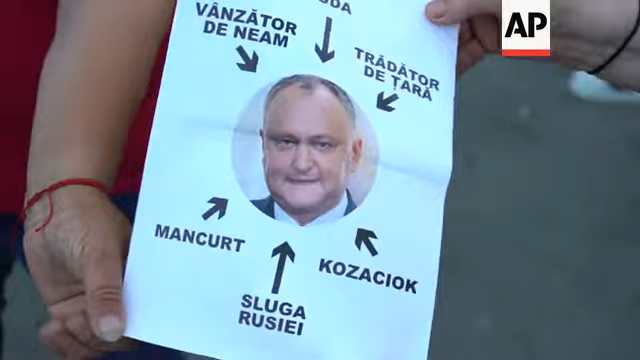 AP
VÂNZĂTOR
DE NEAM
TRĂDĂTOR
DE ȚARĂ
MANCURT
KOZACIOK
SLUGA
RUSIEI